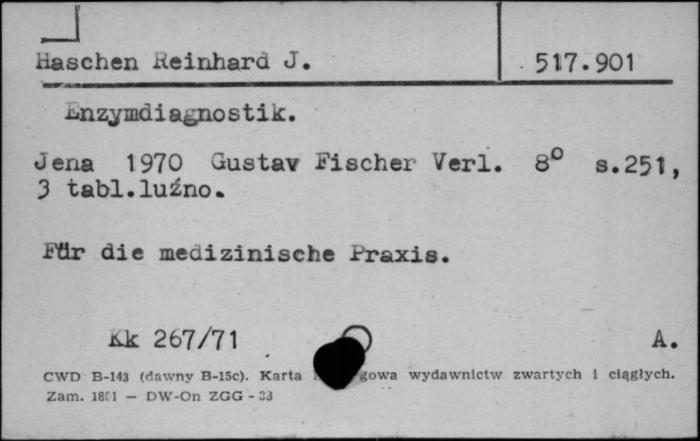 Haschen Reinhard J. 517.901
Enzymdiagnostik.
Jena 1970 Gustav Fischer Verl. 8° s.251,
3 tabl.luźno.
Für die medizinische Praxis.
Kk 267/71 A.
CWD B-143 (dawny B-15c). Karta gowa wydawnictw zwartych i ciągłych.
Zam. — DW-On ZGG - 33